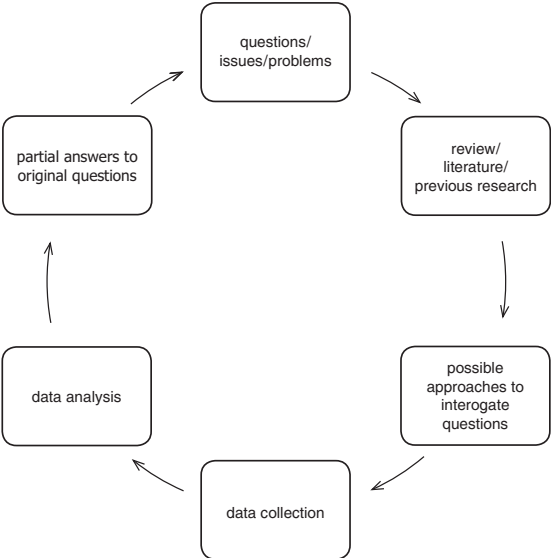 questions/
issues/problems
review/
literature/
previous research
possible
approaches to
interogate
questions
data collection
data analysis
partial answers to
original questions